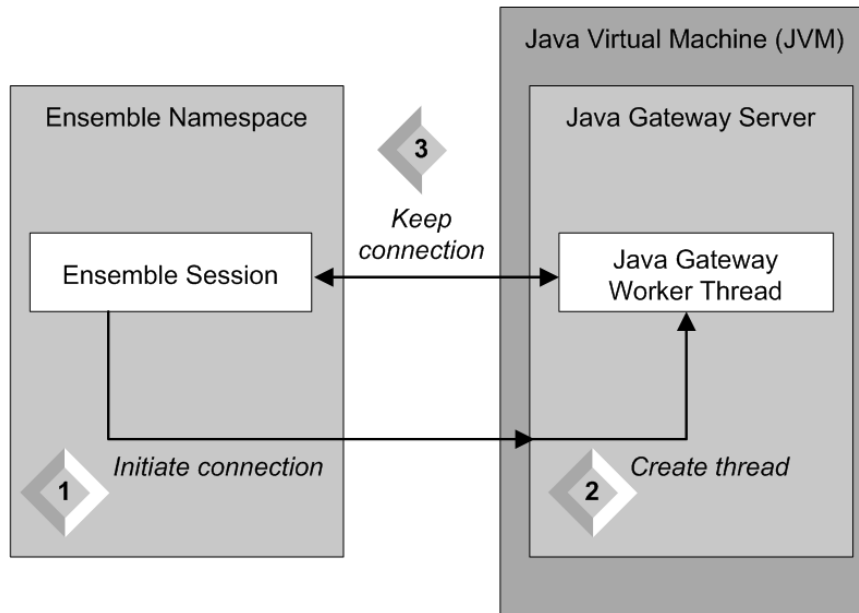 Java Virtual Machine (JVM)
Ensemble Namespace
Java Gateway Server
3
Keep
connection
Ensemble Session
Java Gateway
Worker Thread
1
Initiate connection
2
Create thread